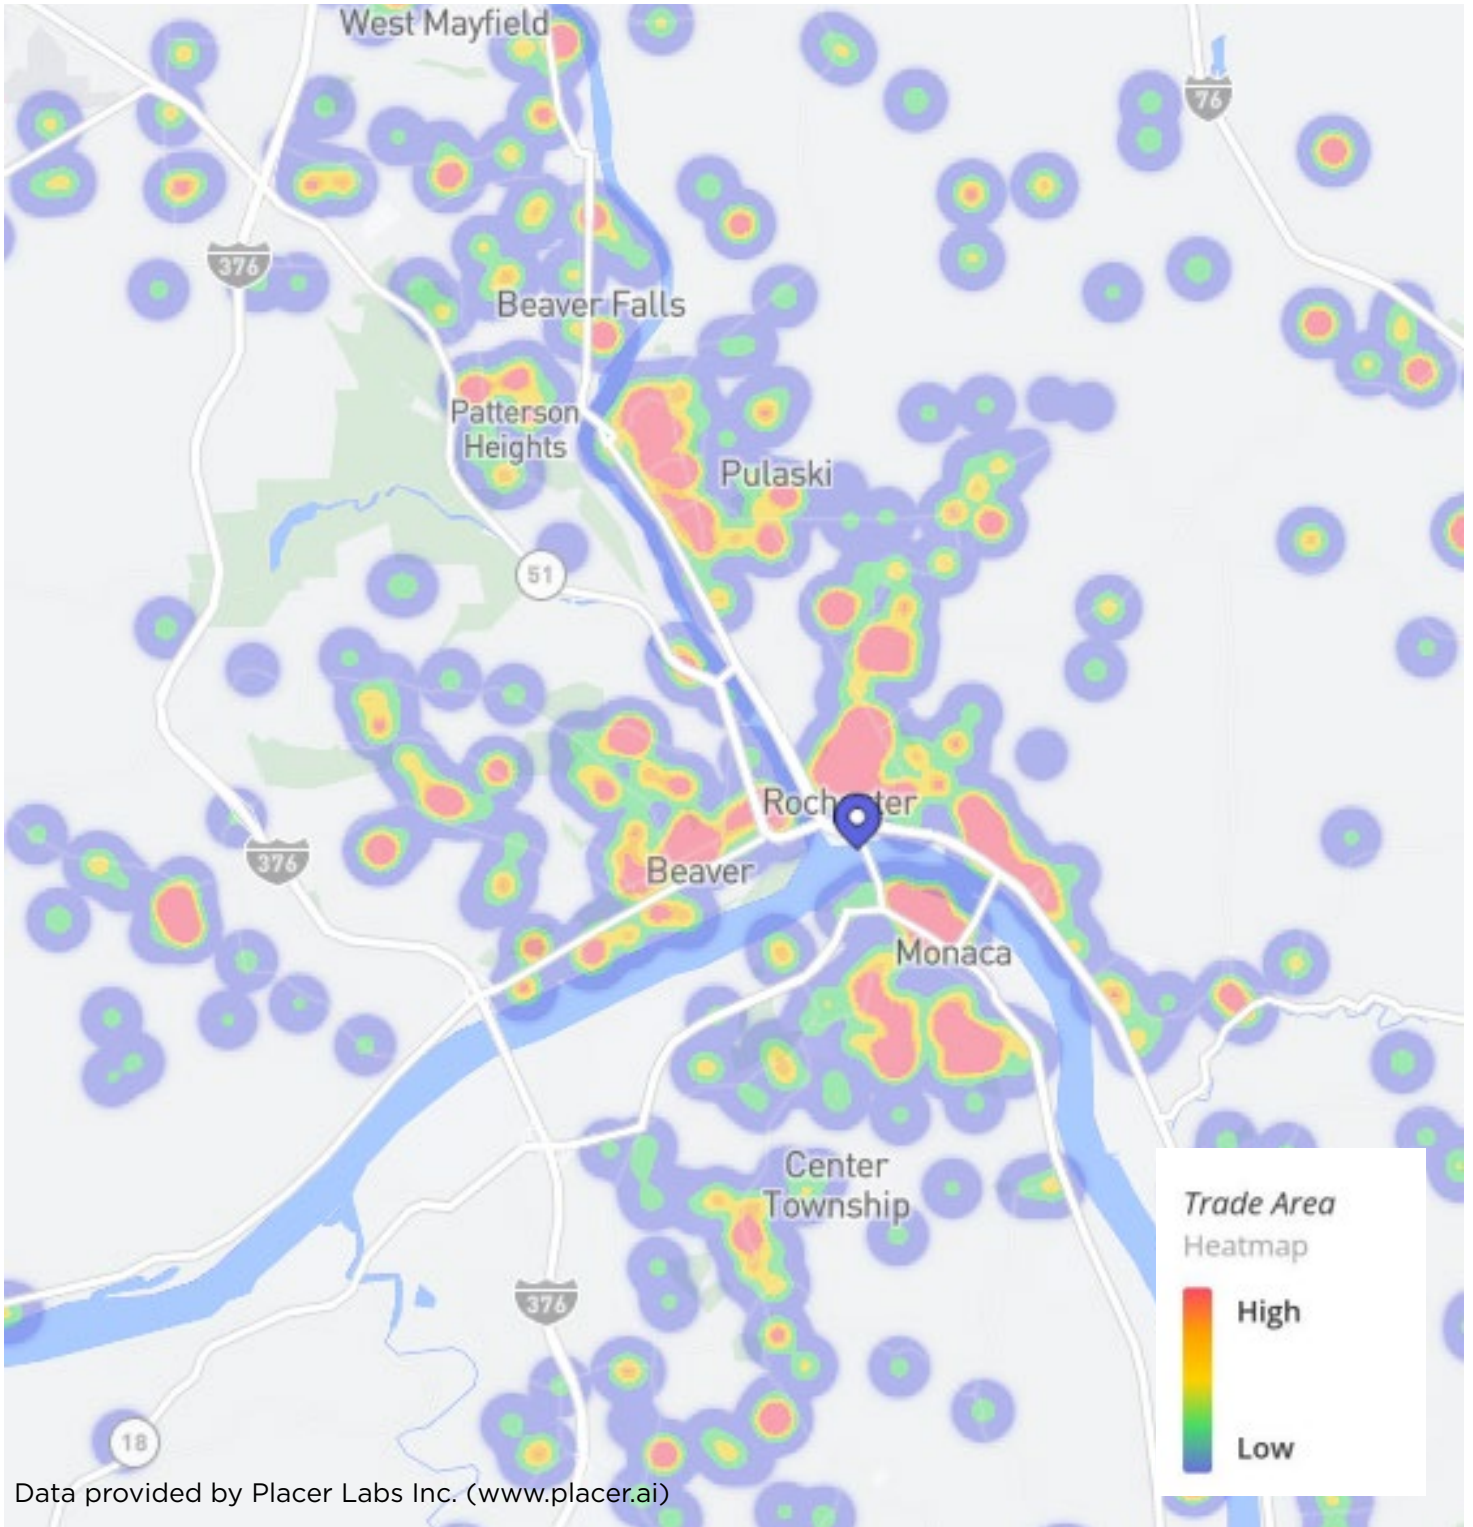 West Mayfield
76
376
Beaver Falls
Patterson
Heights
Pulaski
51
Rochester
376
Beaver
Monaca
Center
Township
Trade Area
Heatmap
376
High
18
Low
Data provided by Placer Labs Inc. (www.placer.ai)